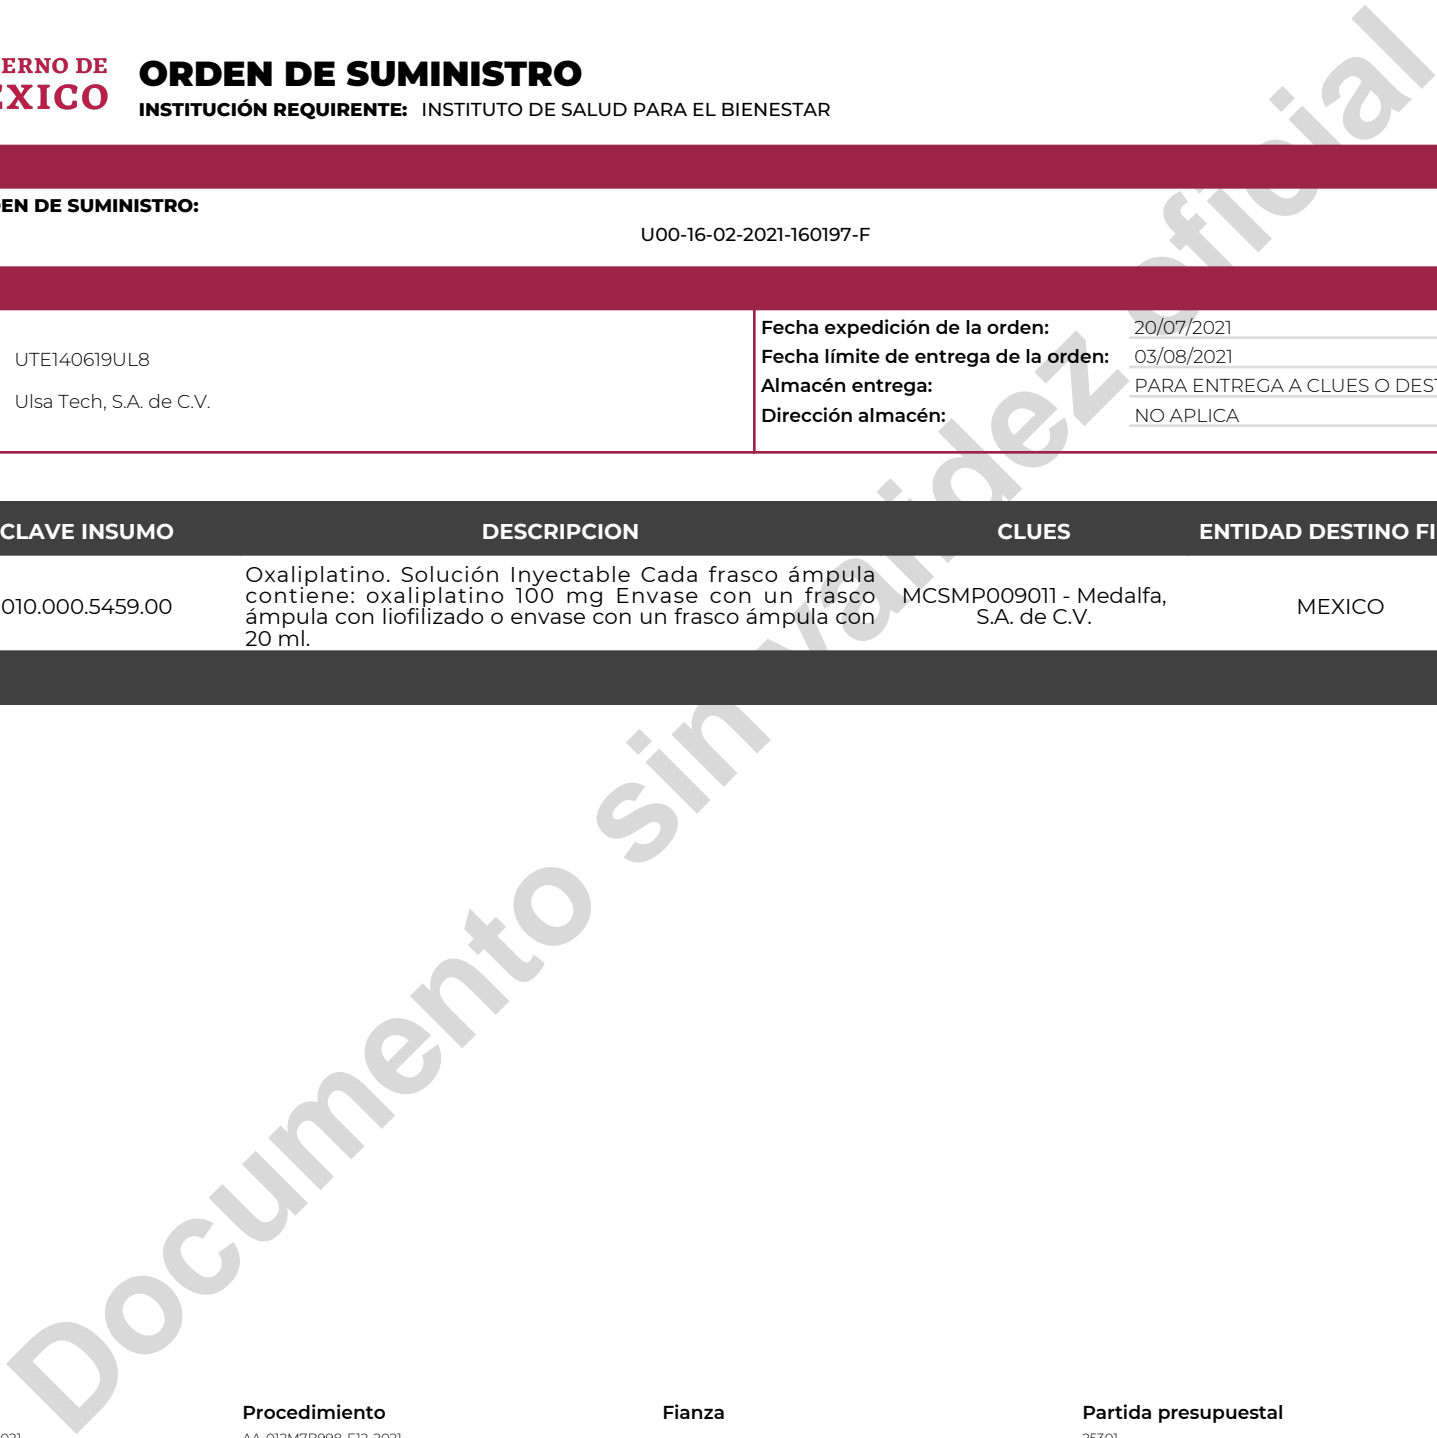 ERNO DE
EXICO
ORDEN DE SUMINISTRO
INSTITUCIÓN REQUIRENTE: INSTITUTO DE SALUD PARA EL BIENESTAR
EN DE SUMINISTRO:
U00-16-02-2021-160197-F
UTE140619UL8
Ulsa Tech, S.A. de C.V.
Fecha expedición de la orden: 20/07/2021
Fecha límite de entrega de la orden: 03/08/2021
Almacén entrega: PARA ENTREGA A CLUES O DEST
Dirección almacén: NO APLICA
CLAVE INSUMO DESCRIPCION CLUES ENTIDAD DESTINO FI
010.000.5459.00
Oxaliplatino. Solución Inyectable Cada frasco ámpula
contiene: oxaliplatino 100 mg Envase con un frasco
ámpula con liofilizado o envase con un frasco ámpula con
20 ml.
MCSMP009011 - Medalfa,
S.A. de C.V.
MEXICO
Documento sin validez oficial
Procedimiento Fianza Partida presupuestal